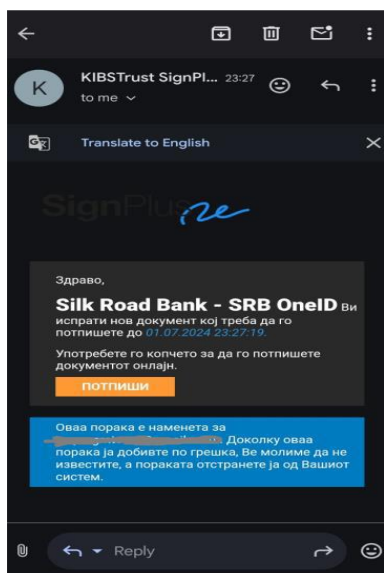 KIBSTrust SignPl... 23:27
K
to me
Translate to English
SignPlus
Здраво,
Silk Road Bank - SRB OneID Ви
испрати нов документ кој треба да го
потпишете до 01.07.2024 23:27:19.
Употребете го копчето за да го потпишете
документот онлајн.
ПОТПИШИ
Оваа порака е наменета за
Доколку оваа
порака ја добивте по грешка, Ве молиме да не
известите, а пораката отстранете ја од Вашиот
систем.
Reply